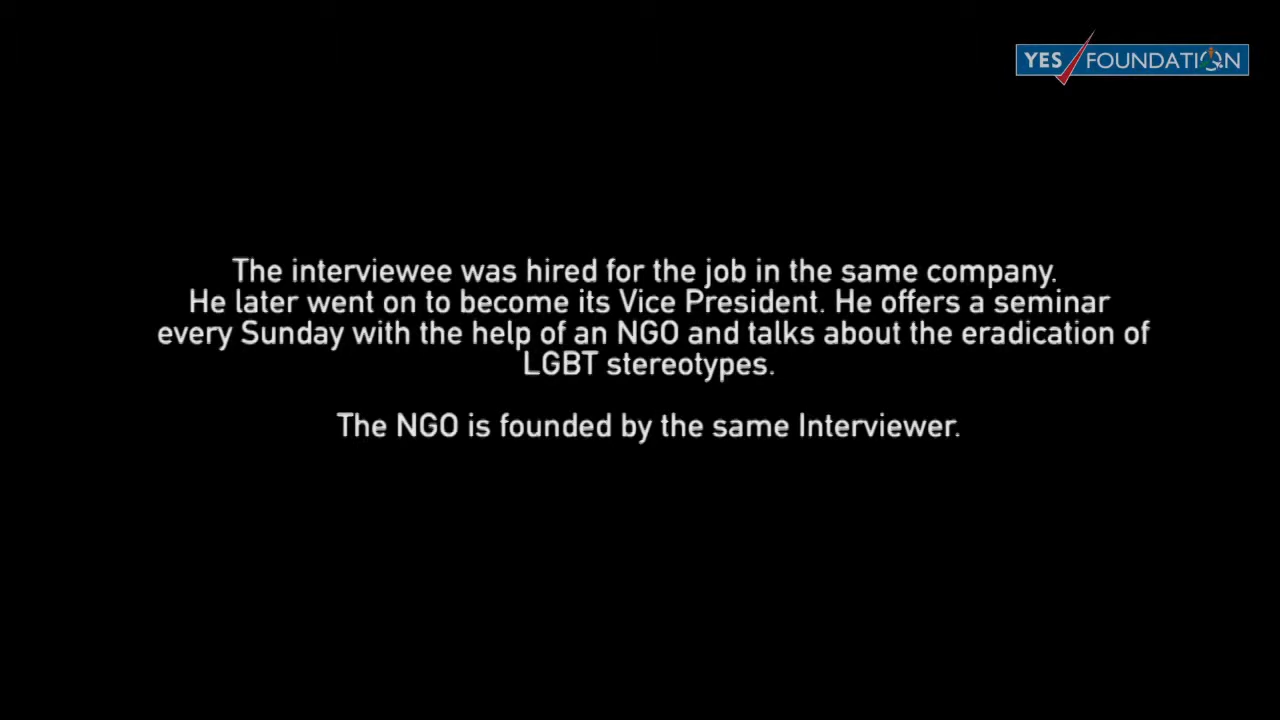 YES FOUNDATION
The interviewee was hired for the job in the same company.
He later went on to become its Vice President. He offers a seminar
every Sunday with the help of an NGO and talks about the eradication of
LGBT stereotypes.
The NGO is founded by the same Interviewer.